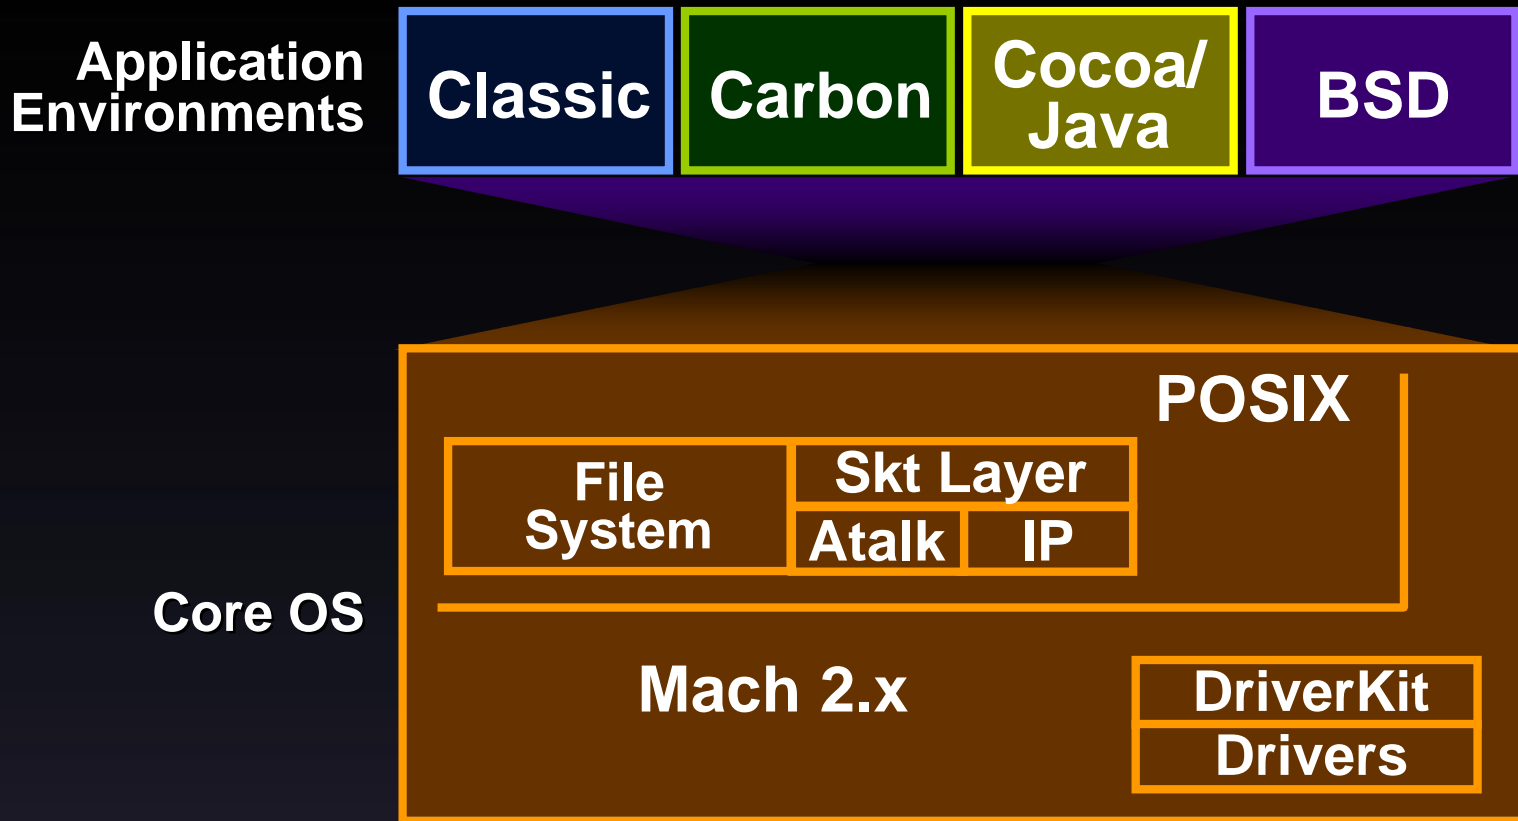 Application
Environments
Classic
Carbon
Cocoa/
Java
BSD
POSIX
File
System
Skt Layer
Atalk
IP
Core OS
Mach 2.x
DriverKit
Drivers